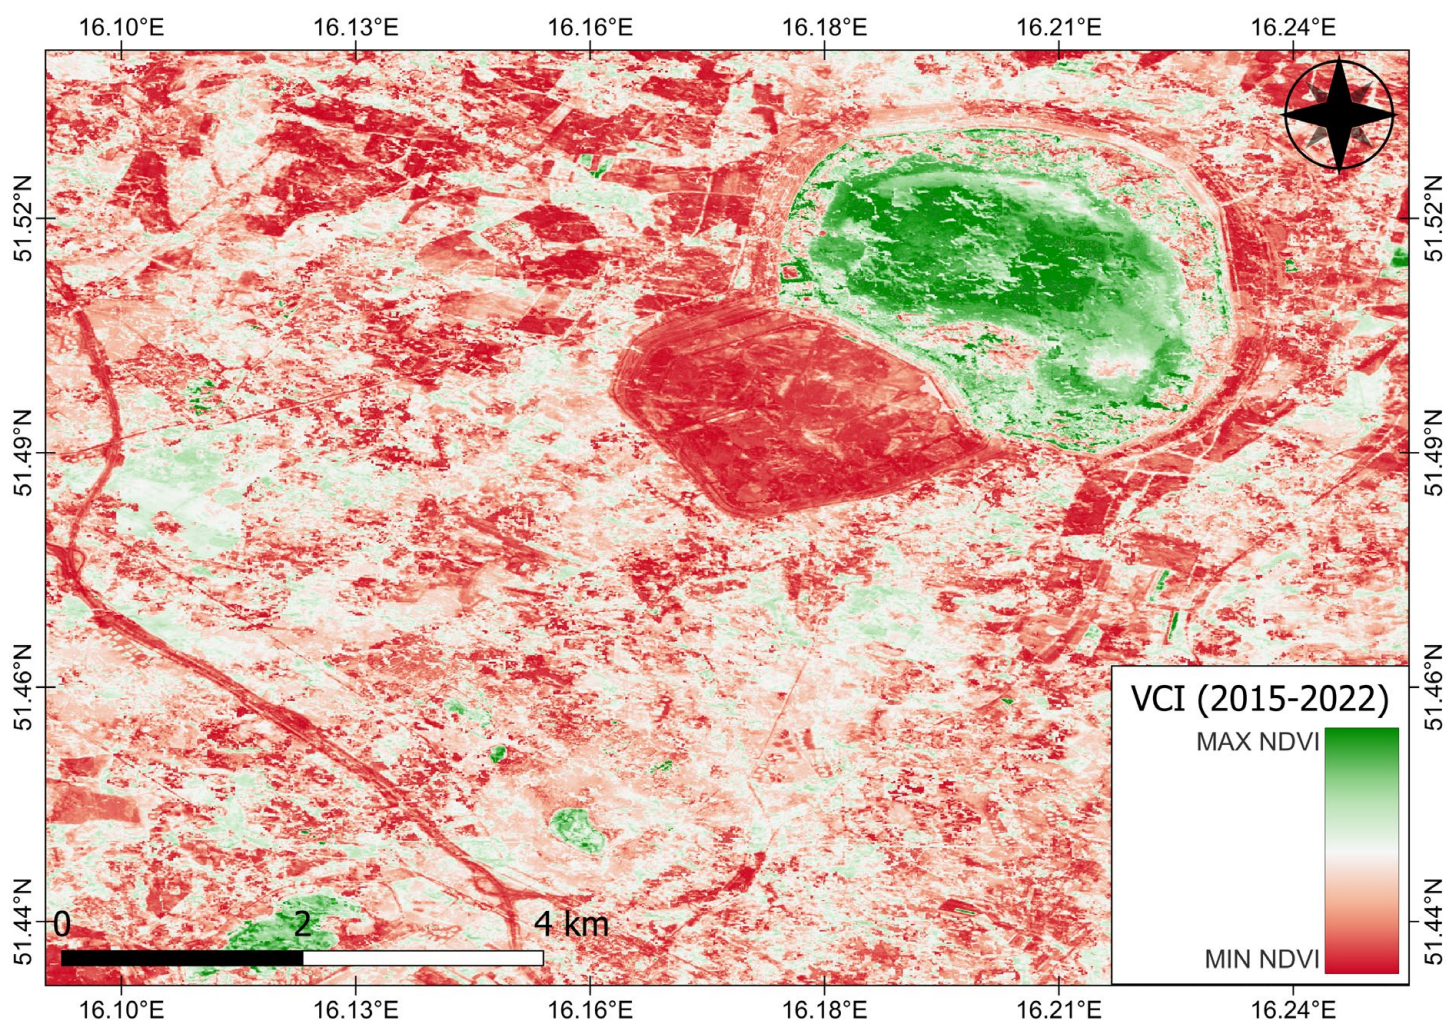 16.10°E 16.13°E 16.16°E 16.18°E 16.21°E 16.24°E
51.52°N 51.52°N
51.49°N 51.49°N
51.46°N 51.46°N
VCI (2015-2022)
MAX NDVI
MIN NDVI
51.44°N 51.44°N
0 2 4 km
16.10°E 16.13°E 16.16°E 16.18°E 16.21°E 16.24°E